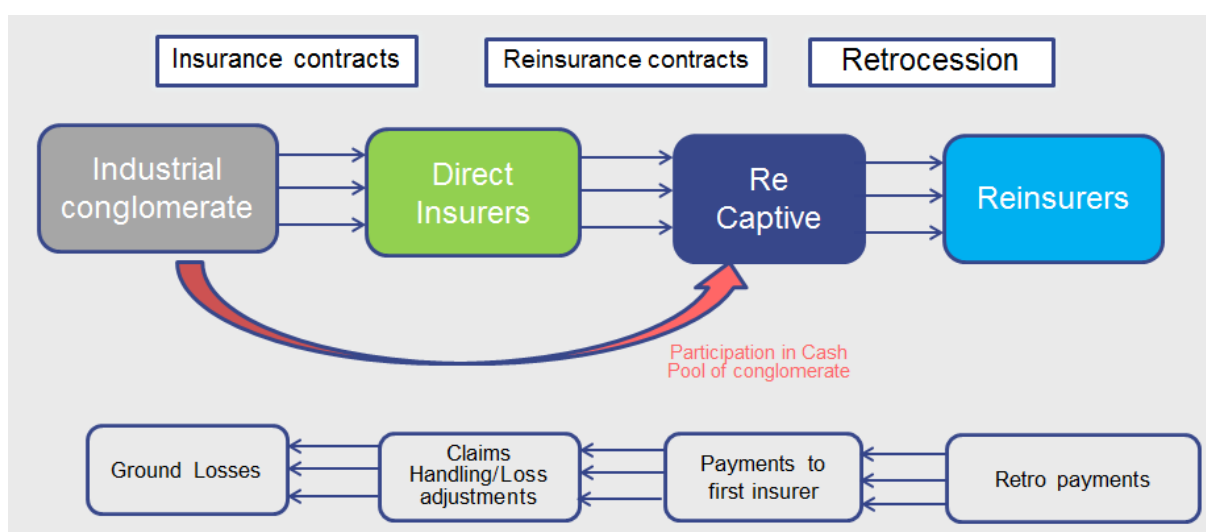 Insurance contracts
Reinsurance contracts
Retrocession
Industrial
conglomerate
Direct
Insurers
Re
Captive
Reinsurers
Participation in Cash
Pool of conglomerate
Ground Losses
Claims
Handling/Loss
adjustments
Payments to
first insurer
Retro payments